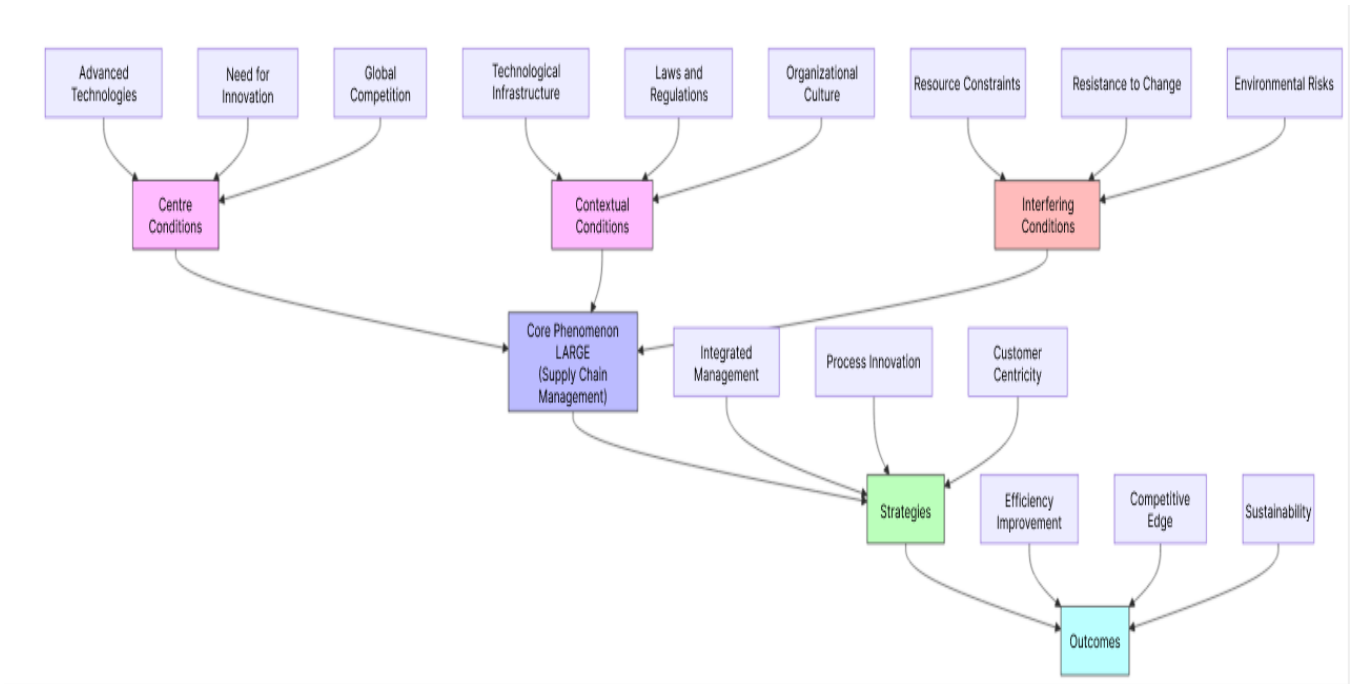 Advanced
Technologies
Need for
Innovation
Global
Competition
Technological
Infrastructure
Laws and
Regulations
Organizational
Culture
Resource Constraints
Resistance to Change
Environmental Risks
Centre
Conditions
Contextual
Conditions
Interfering
Conditions
Core Phenomenon
LARGE
(Supply Chain
Management)
Integrated
Management
Process Innovation
Customer
Centricity
Strategies
Efficiency
Improvement
Competitive
Edge
Sustainability
Outcomes